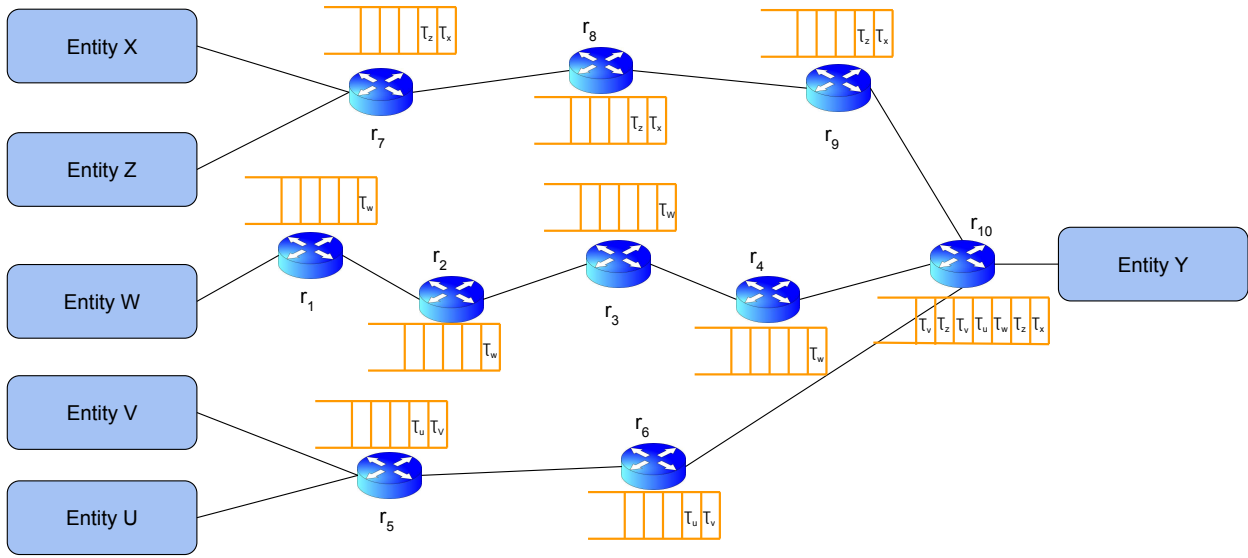 Entity X
τz τx
r8
τz τx
r7
τz τx
r9
Entity Z
τw
r1
r2
τw
τw
r3
r4
τw
r10
τv τz τv τu τw τz τx
Entity W
Entity Y
Entity V
τu τv
r5
r6
τu τv
Entity U